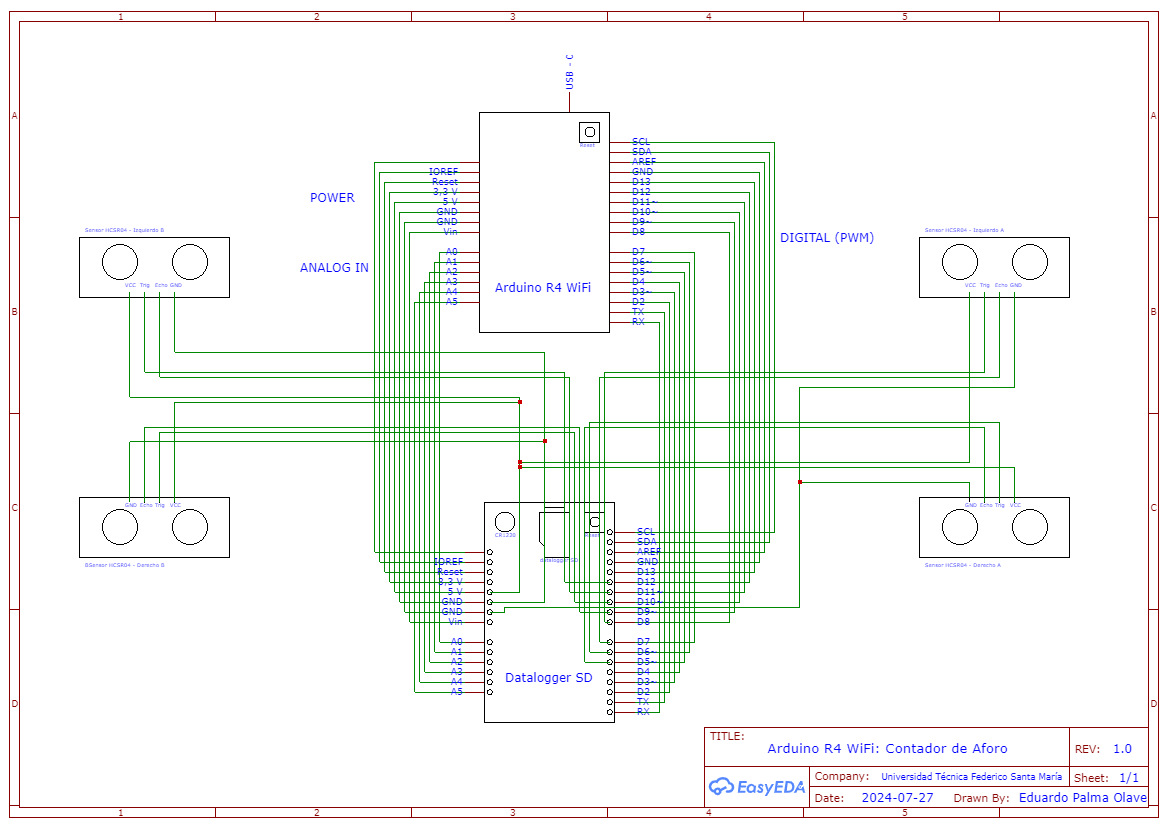 1 2 3 4 5
A A
B B
C C
D D
USB - C
Reset
Arduino R4 WiFi
POWER
ANALOG IN
DIGITAL (PWM)
IOREF
Reset
3,3 V
5 V
GND
GND
Vin
A0
A1
A2
A3
A4
A5
SCL
SDA
AREF
GND
D13
D12
D11~
D10~
D9~
D8
D7
D6~
D5~
D4
D3~
D2
TX
RX
Sensor HCSR04 - Izquierdo B
VCC Trig Echo GND
Sensor HCSR04 - Izquierdo A
VCC Trig Echo GND
GND Echo Trig VCC
BSensor HCSR04 - Derecho B
GND Echo Trig VCC
Sensor HCSR04 - Derecho A
CR1220
datalogger SD
Reset
Datalogger SD
IOREF
Reset
3,3 V
5 V
GND
GND
Vin
A0
A1
A2
A3
A4
A5
SCL
SDA
AREF
GND
D13
D12
D11~
D10~
D9~
D8
D7
D6~
D5~
D4
D3~
D2
TX
RX
TITLE:
Arduino R4 WiFi: Contador de Aforo
REV: 1.0
EasyEDA
Company: Universidad Técnica Federico Santa María
Sheet: 1/1
Date: 2024-07-27 Drawn By: Eduardo Palma Olave
1 2 3 4 5